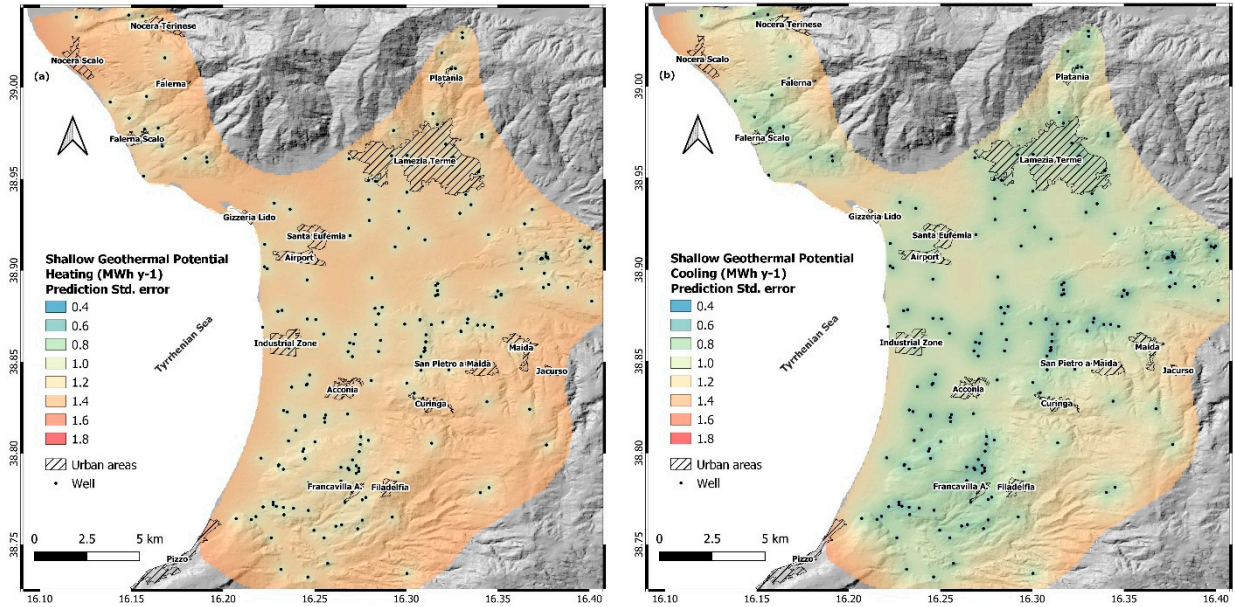 (a)
Nocera Terinese
Nocera Scalo
Falerna
Falerna Scalo
Platania
Lamezia Terme
Gizzeria Lido
Santa Eufemia
Airport
Shallow Geothermal Potential
Heating (MWh y-1)
Prediction Std. error
0.4
0.6
0.8
1.0
1.2
1.4
1.6
1.8
Urban areas
Well
Tyrrhenian Sea
Industrial Zone
San Pietro a Maida
Maida
Jacurso
Acconia
Curinga
Francavilla A.
Filadelfia
Pizzo
0 2.5 5 km
39.00
38.95
38.90
38.85
38.80
38.75
16.10 16.15 16.20 16.25 16.30 16.35 16.40
(b)
Nocera Terinese
Nocera Scalo
Falerna
Falerna Scalo
Platania
Lamezia Terme
Gizzeria Lido
Santa Eufemia
Airport
Shallow Geothermal Potential
Cooling (MWh y-1)
Prediction Std. error
0.4
0.6
0.8
1.0
1.2
1.4
1.6
1.8
Urban areas
Well
Tyrrhenian Sea
Industrial Zone
San Pietro a Maida
Maida
Jacurso
Acconia
Curinga
Francavilla A.
Filadelfia
Pizzo
0 2.5 5 km
39.00
38.95
38.90
38.85
38.80
38.75
16.10 16.15 16.20 16.25 16.30 16.35 16.40